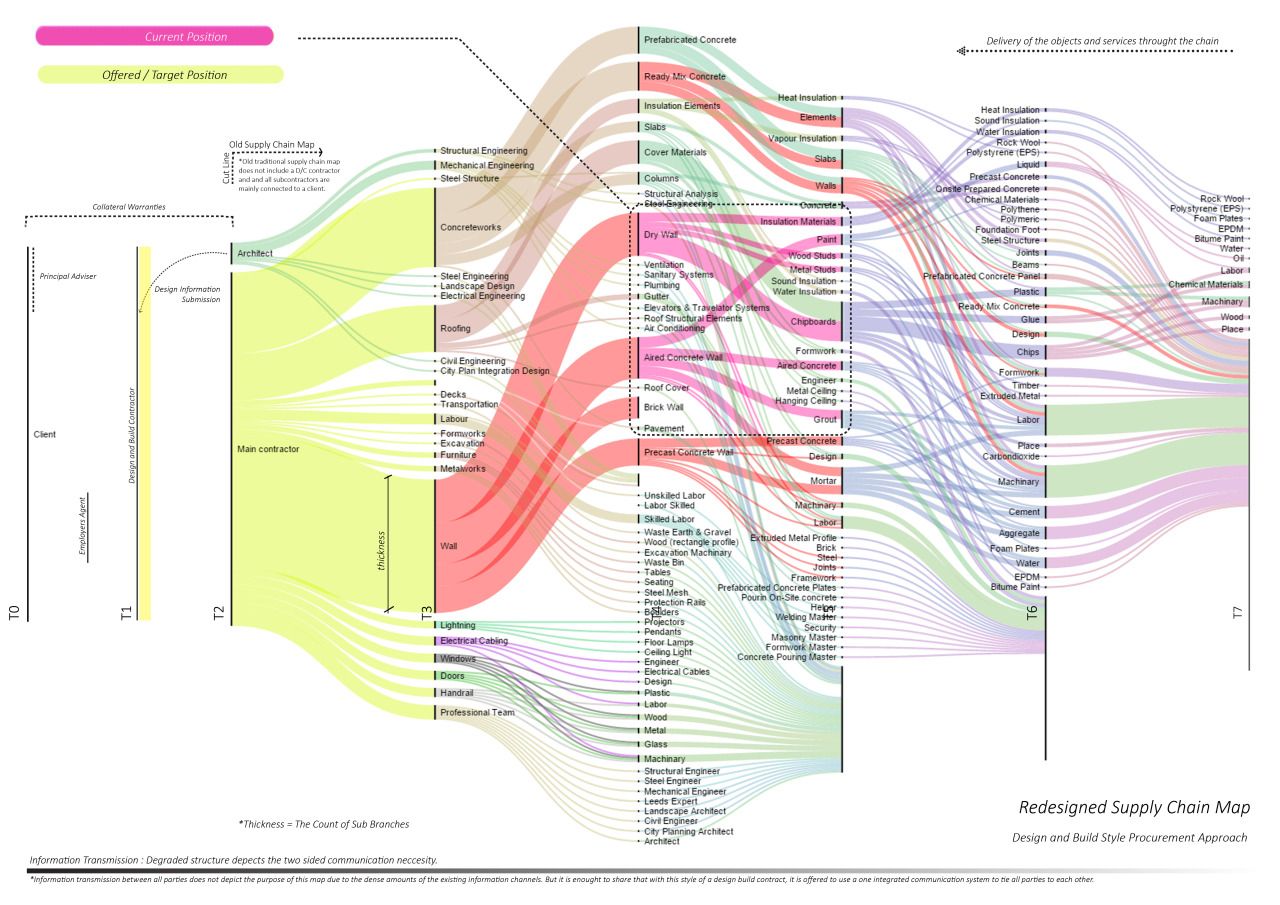 Current Position
Offered / Target Position
Delivery of the objects and services throught the chain
Old Supply Chain Map
Cut Line
*Old traditional supply chain map
does not include a D/C contractor
and and all subcontractors are
mainly connected to a client.
Collateral Warranties
Principal Adviser
Design Information
Submission
Client
Employers Agent
Design and Build Contractor
T0
T1
T2
T3
T5
T6
T7
Architect
Main contractor
thickness
Structural Engineering
Mechanical Engineering
Steel Structure
Concreteworks
Steel Engineering
Landscape Design
Electrical Engineering
Roofing
Civil Engineering
City Plan Integration Design
Decks
Transportation
Labour
Formworks
Excavation
Furniture
Metalworks
Wall
Lightning
Electrical Cabling
Windows
Doors
Handrail
Professional Team
Prefabricated Concrete
Ready Mix Concrete
Insulation Elements
Slabs
Cover Materials
Columns
Structural Analysis
Steel Engineering
Dry Wall
Ventilation
Sanitary Systems
Plumbing
Gutter
Elevators & Travelator Systems
Roof Structural Elements
Air Conditioning
Aired Concrete Wall
Roof Cover
Brick Wall
Pavement
Precast Concrete Wall
Unskilled Labor
Labor Skilled
Skilled Labor
Waste Earth & Gravel
Wood (rectangle profile)
Excavation Machinery
Waste Bin
Tables
Seating
Steel Mesh
Protection Rails
Projectors
Pendants
Floor Lamps
Ceiling Light
Engineer
Electrical Cables
Design
Plastic
Labor
Wood
Metal
Glass
Machinery
Structural Engineer
Steel Engineer
Mechanical Engineer
Leeds Expert
Landscape Architect
Civil Engineer
City Planning Architect
Architect
Heat Insulation
Elements
Vapour Insulation
Slabs
Walls
Concrete
Insulation Materials
Paint
Wood Studs
Metal Studs
Sound Insulation
Water Insulation
Chipboards
Formwork
Aired Concrete
Engineer
Metal Ceiling
Hanging Ceiling
Grout
Precast Concrete
Design
Mortar
Machinery
Labor
Extruded Metal Profile
Brick
Steel
Joints
Framework
Prefabricated Concrete Plates
Pourin On-Site concrete
Helper
Welding Master
Security
Masonry Master
Formwork Master
Concrete Pouring Master
Heat Insulation
Sound Insulation
Water Insulation
Rock Wool
Polystyrene (EPS)
Liquid
Precast Concrete
Onsite Prepared Concrete
Chemical Materials
Polythene
Polymeric
Foundation Foot
Steel Structure
Joints
Beams
Prefabricated Concrete Panel
Plastic
Ready Mix Concrete
Glue
Design
Chips
Formwork
Timber
Extruded Metal
Labor
Place
Carbondioxide
Machinery
Cement
Aggregate
Foam Plates
Water
EPDM
Bitume Paint
Rock Wool
Polystyrene (EPS)
Foam Plates
EPDM
Bitume Paint
Water
Oil
Labor
Chemical Materials
Machinery
Wood
Place
*Thickness = The Count of Sub Branches
Redesigned Supply Chain Map
Design and Build Style Procurement Approach
Information Transmission : Degraded structure depects the two sided communication neccesity.
*Information transmission between all parties does not depict the purpose of this map due to the dense amounts of the existing information channels. But it is enought to share that with this style of a design build contract, it is offered to use a one integrated communication system to tie all parties to each other.